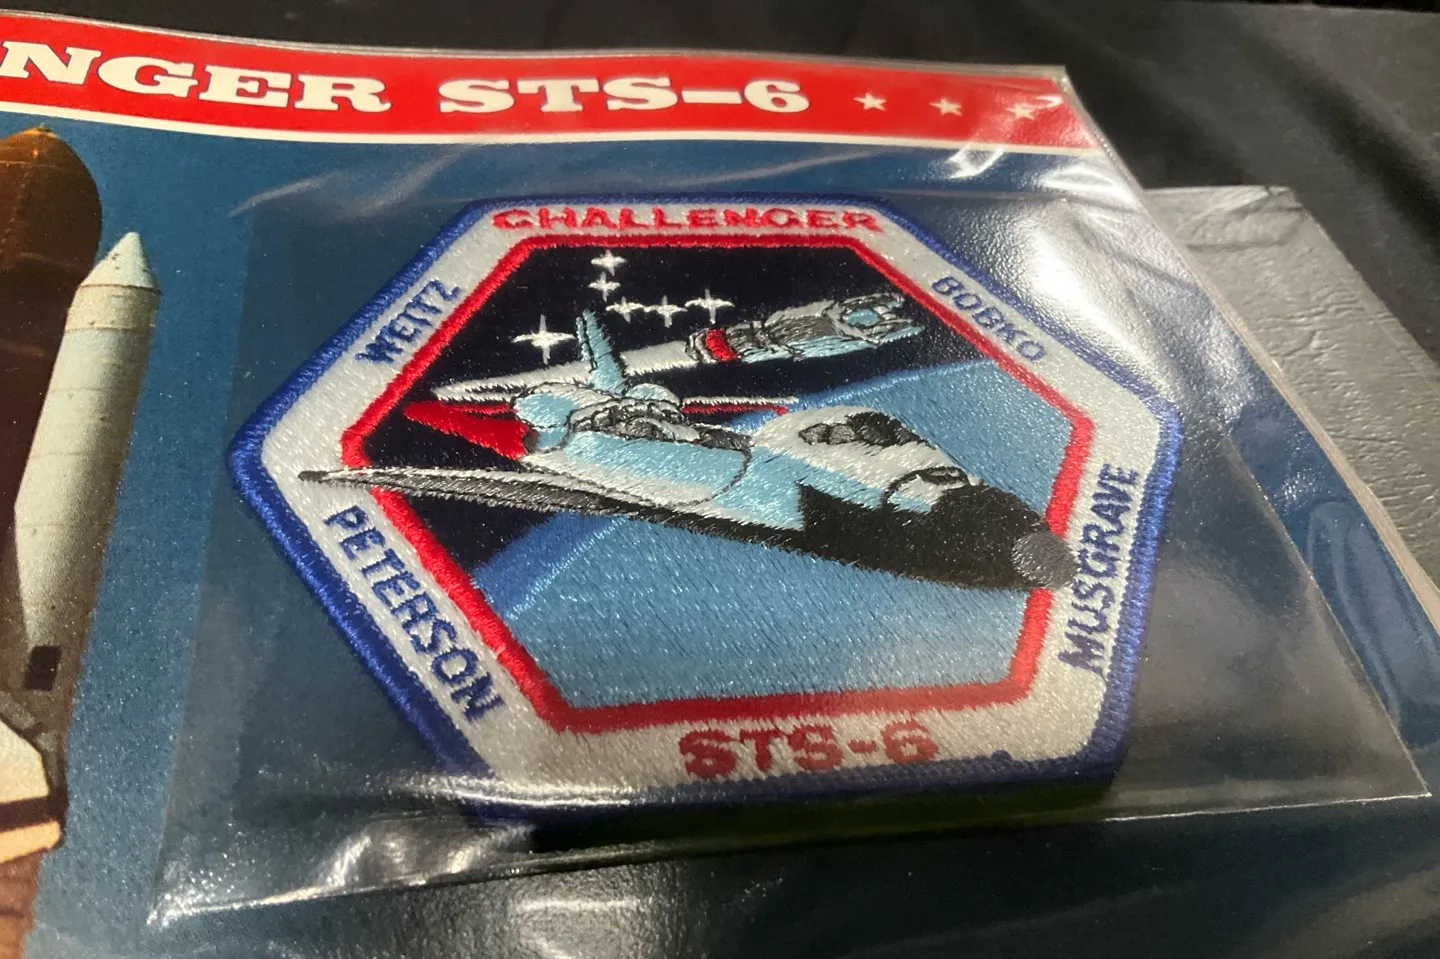 NGER STS-6
CHALLENGER
WEITZ
BOBKO
PETERSON
MUSGRAVE
STS-6